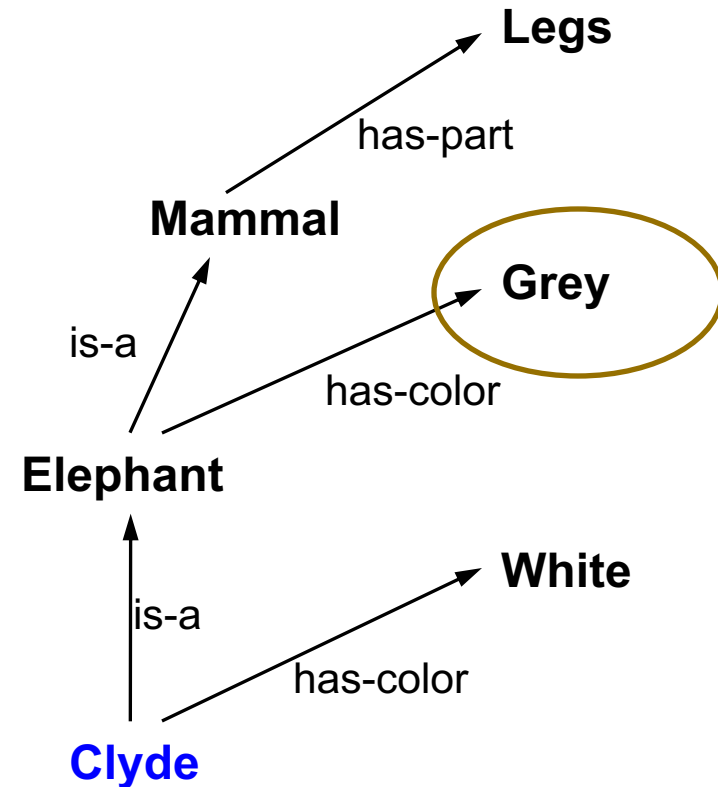 Legs
has-part
Mammal
Grey
is-a
has-color
Elephant
White
is-a
has-color
Clyde